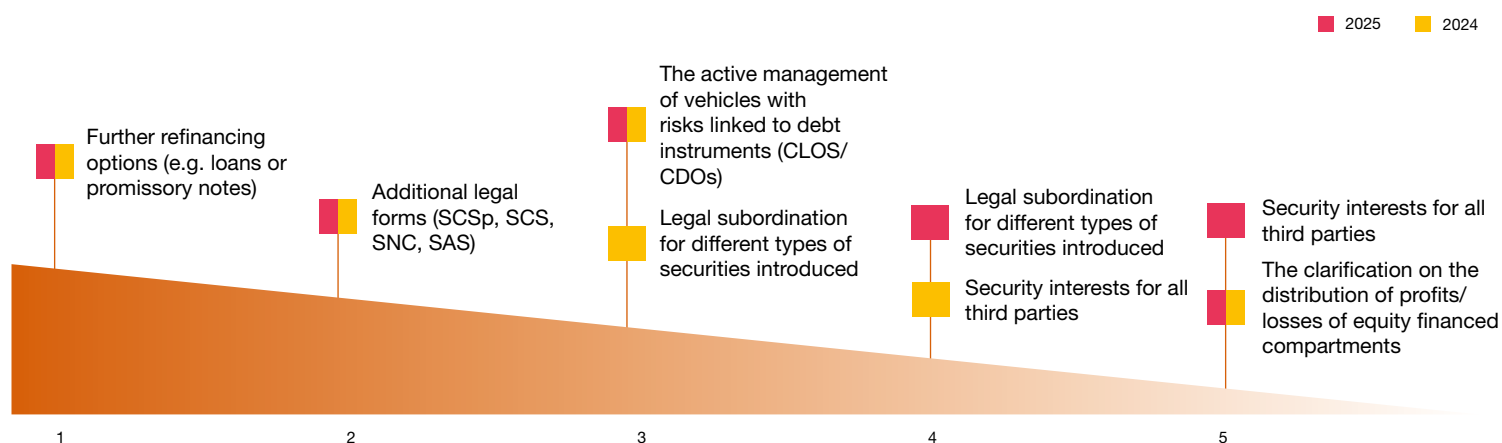 2025 2024
Further refinancing
options (e.g. loans or
promissory notes)
Additional legal
forms (SCSp, SCS,
SNC, SAS)
The active management
of vehicles with
risks linked to debt
instruments (CLOS/
CDOs)
Legal subordination
for different types of
securities introduced
Legal subordination
for different types of
securities introduced
Security interests for all
third parties
Security interests for all
third parties
The clarification on the
distribution of profits/
losses of equity financed
compartments
1 2 3 4 5